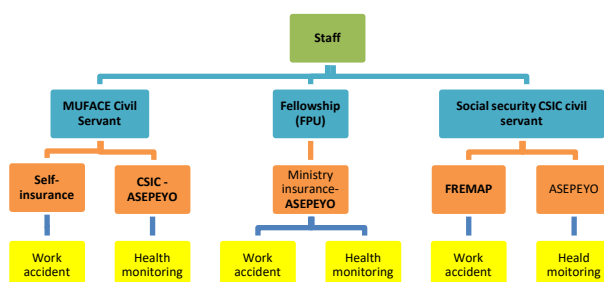 Staff
MUFACE Civil
Servant
Fellowship
(FPU)
Social security CSIC civil
servant
Self-
insurance
CSIC -
ASEPEYO
Ministry
insurance-
ASEPEYO
FREMAP
ASEPEYO
Work
accident
Health
monitoring
Work
accident
Health
monitoring
Work
accident
Heald
moitoring